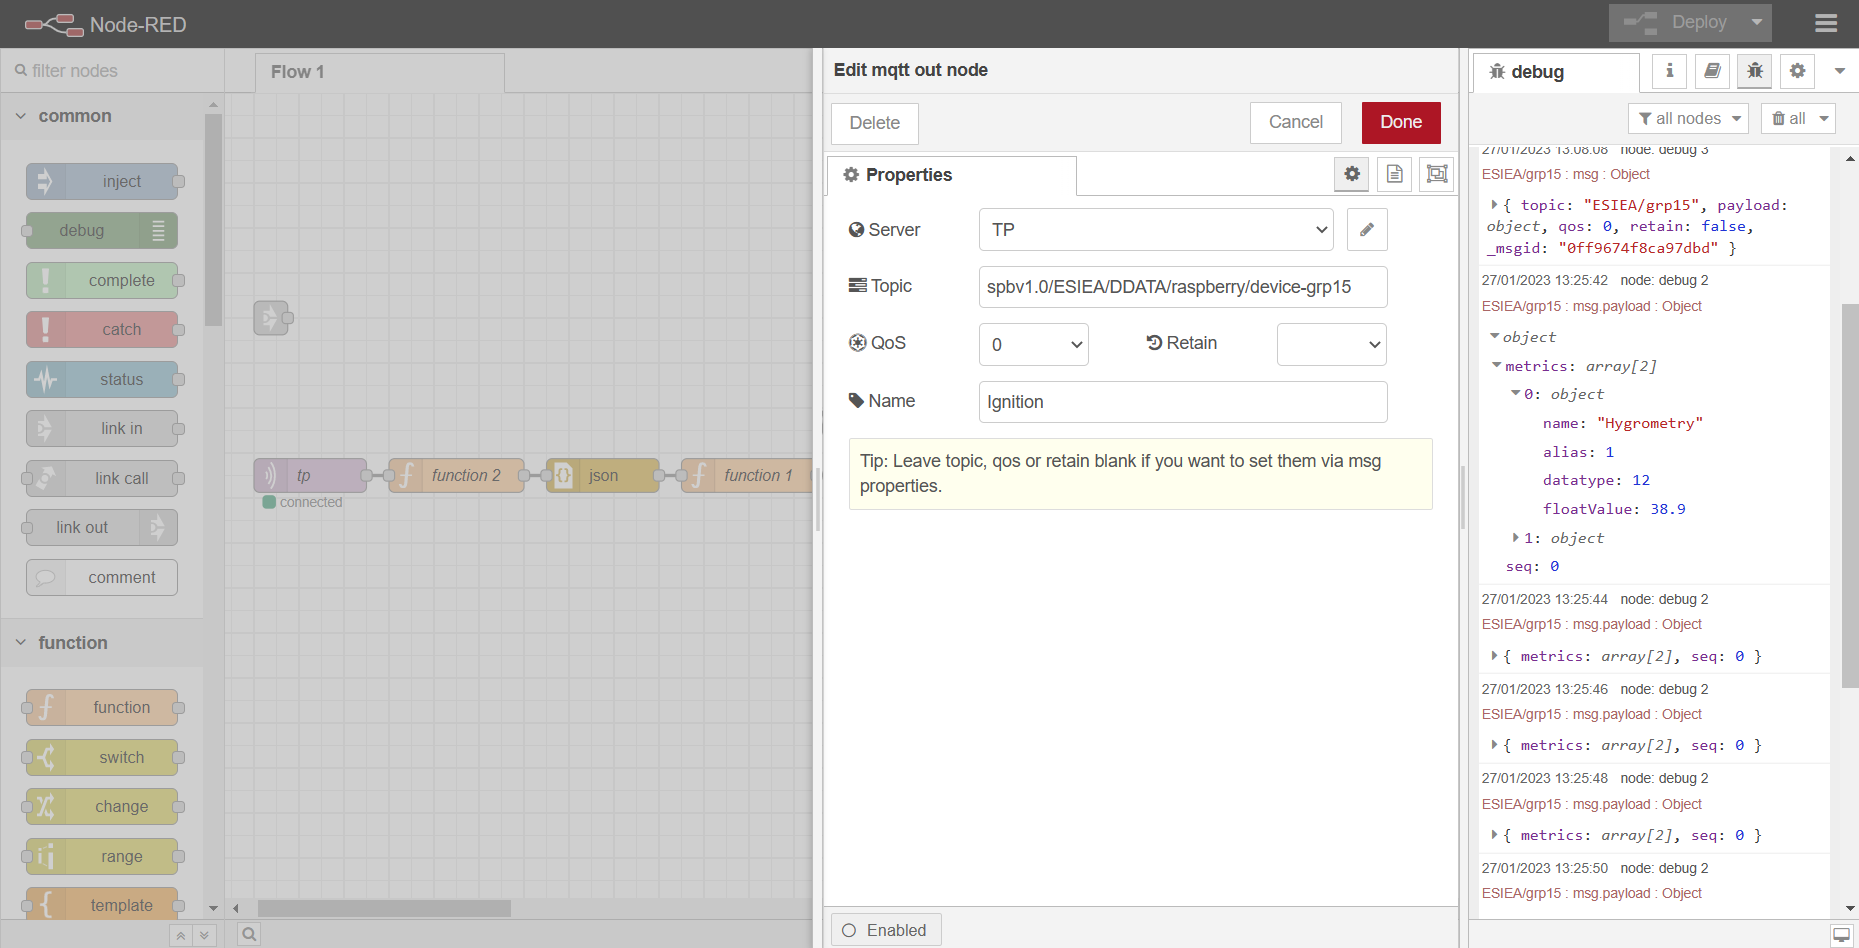 Node-RED
Deploy
filter nodes
common
inject
debug
complete
catch
status
link in
link call
link out
comment
function
function
switch
change
range
template
Flow 1
tp
connected
function 2
json
function 1
Edit mqtt out node
Delete
Cancel
Done
Properties
Server
TP
Topic
spbv1.0/ESIEA/DDATA/raspberry/device-grp15
QoS
0
Retain
Name
Ignition
Tip: Leave topic, qos or retain blank if you want to set them via msg
properties.
Enabled
debug
all nodes
all
27/01/2023 13:08:08 node: debug 3
ESIEA/grp15 : msg : Object
{ topic: "ESIEA/grp15", payload:
object, qos: 0, retain: false,
_msgid: "0ff9674f8ca97dbd" }
27/01/2023 13:25:42 node: debug 2
ESIEA/grp15 : msg.payload : Object
object
metrics: array[2]
0: object
name: "Hygrometry"
alias: 1
datatype: 12
floatValue: 38.9
1: object
seq: 0
27/01/2023 13:25:44 node: debug 2
ESIEA/grp15 : msg.payload : Object
{ metrics: array[2], seq: 0 }
27/01/2023 13:25:46 node: debug 2
ESIEA/grp15 : msg.payload : Object
{ metrics: array[2], seq: 0 }
27/01/2023 13:25:48 node: debug 2
ESIEA/grp15 : msg.payload : Object
{ metrics: array[2], seq: 0 }
27/01/2023 13:25:50 node: debug 2
ESIEA/grp15 : msg.payload : Object